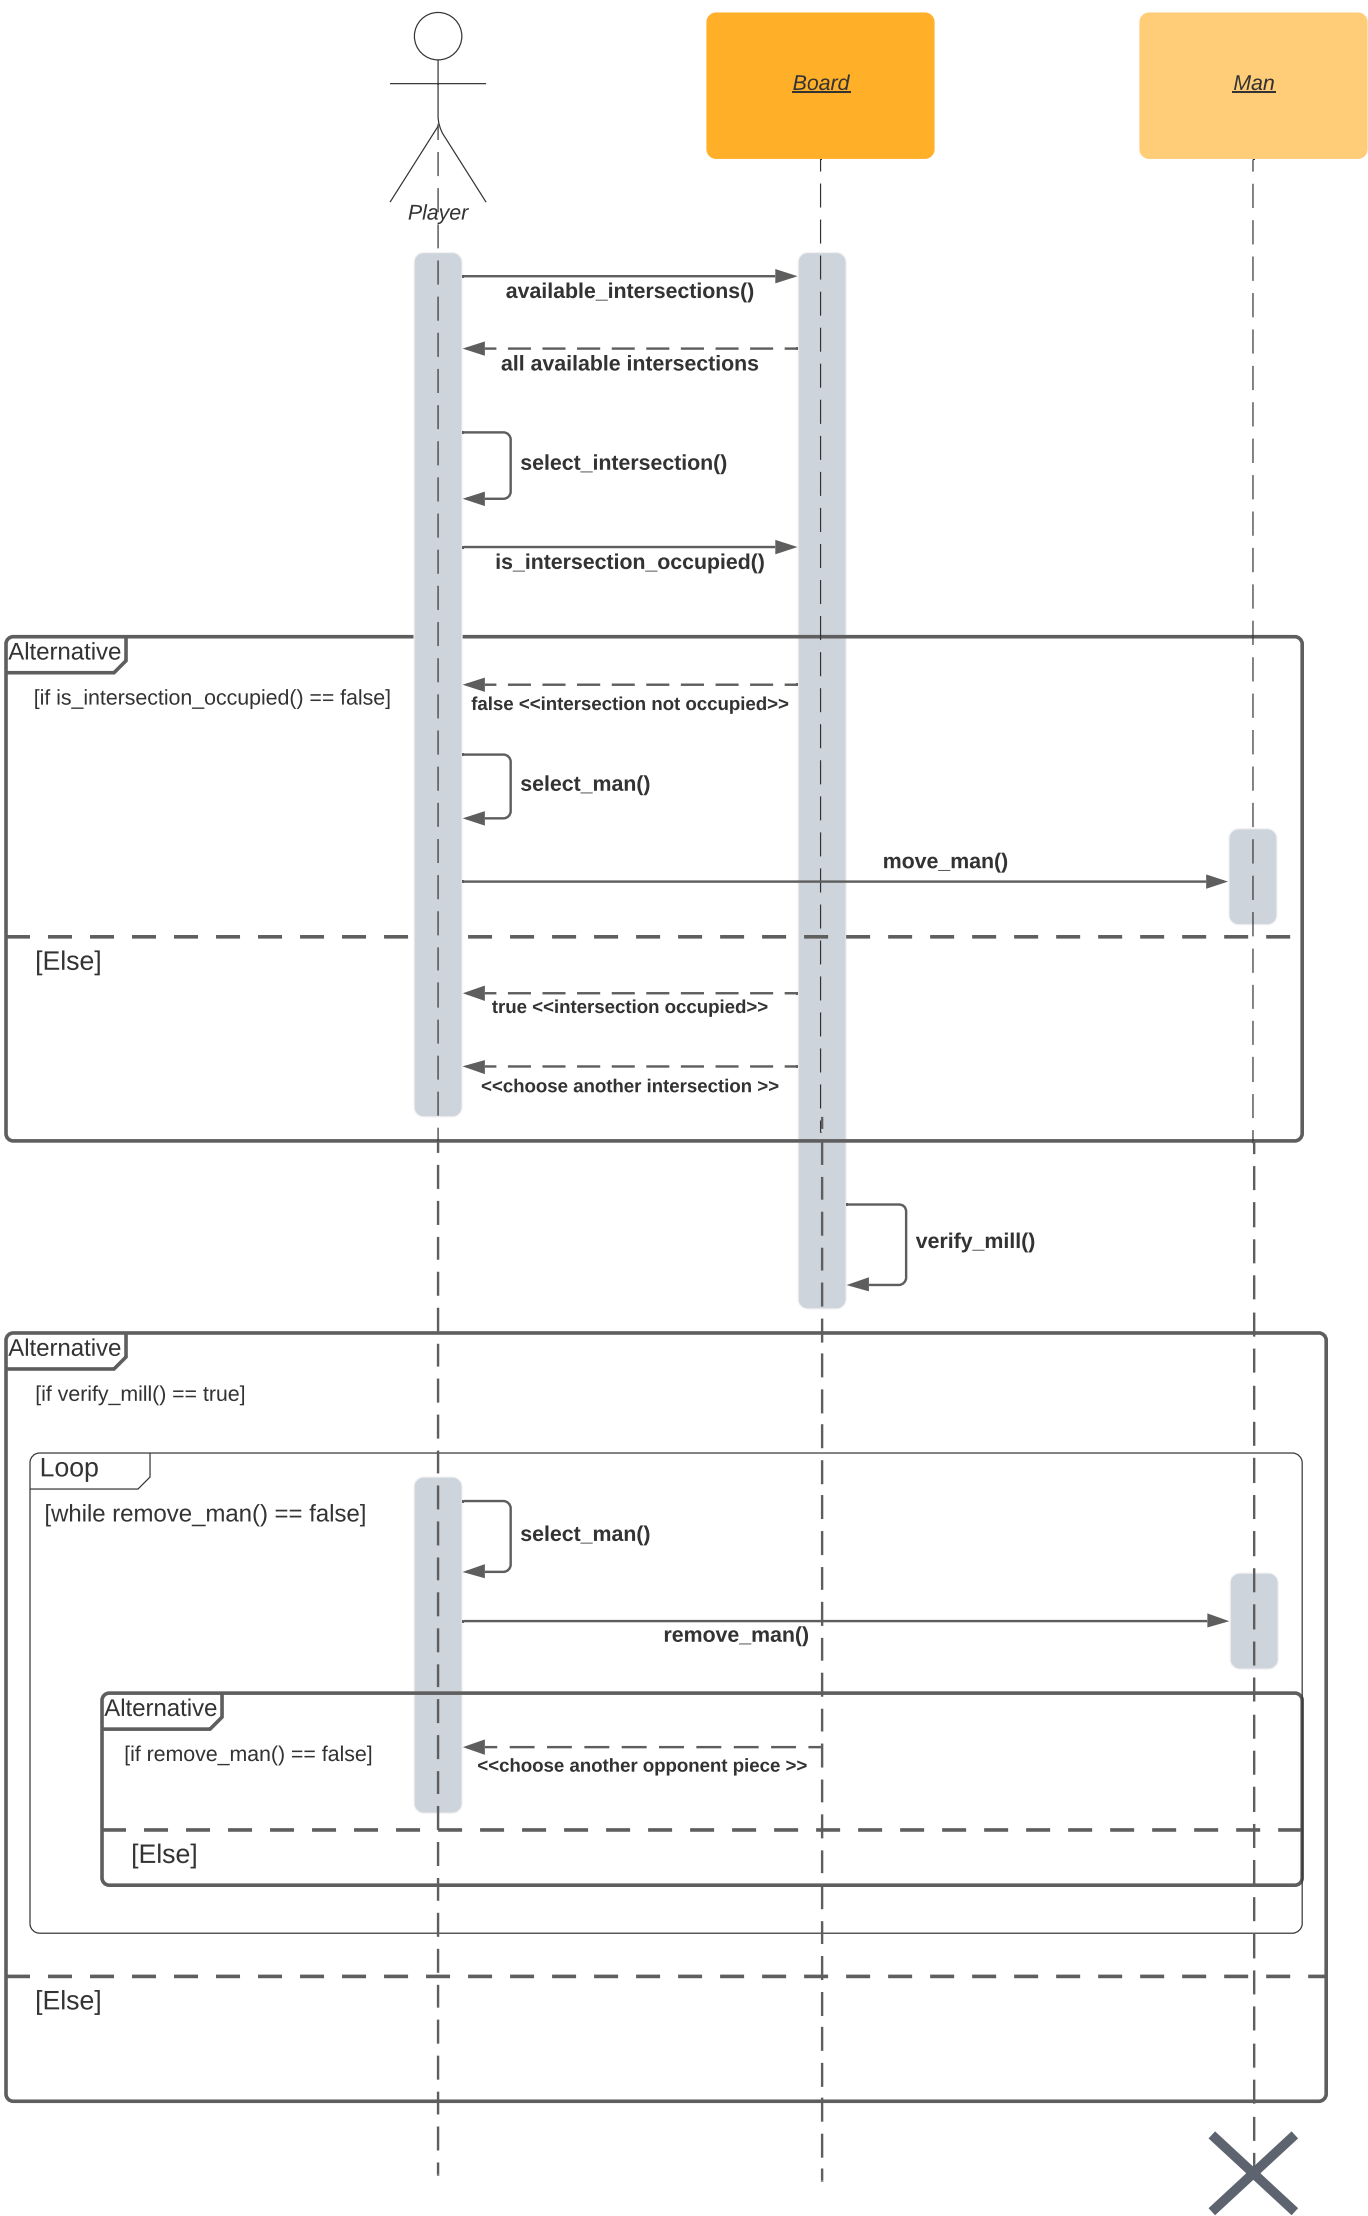 Board
Man
Player
available_intersections()
all available intersections
select_intersection()
is_intersection_occupied()
Alternative
[if is_intersection_occupied() == false]
false <<intersection not occupied>>
select_man()
move_man()
[Else]
true <<intersection occupied>>
<<choose another intersection >>
verify_mill()
Alternative
[if verify_mill() == true]
Loop
[while remove_man() == false]
select_man()
remove_man()
Alternative
[if remove_man() == false]
<<choose another opponent piece >>
[Else]
[Else]